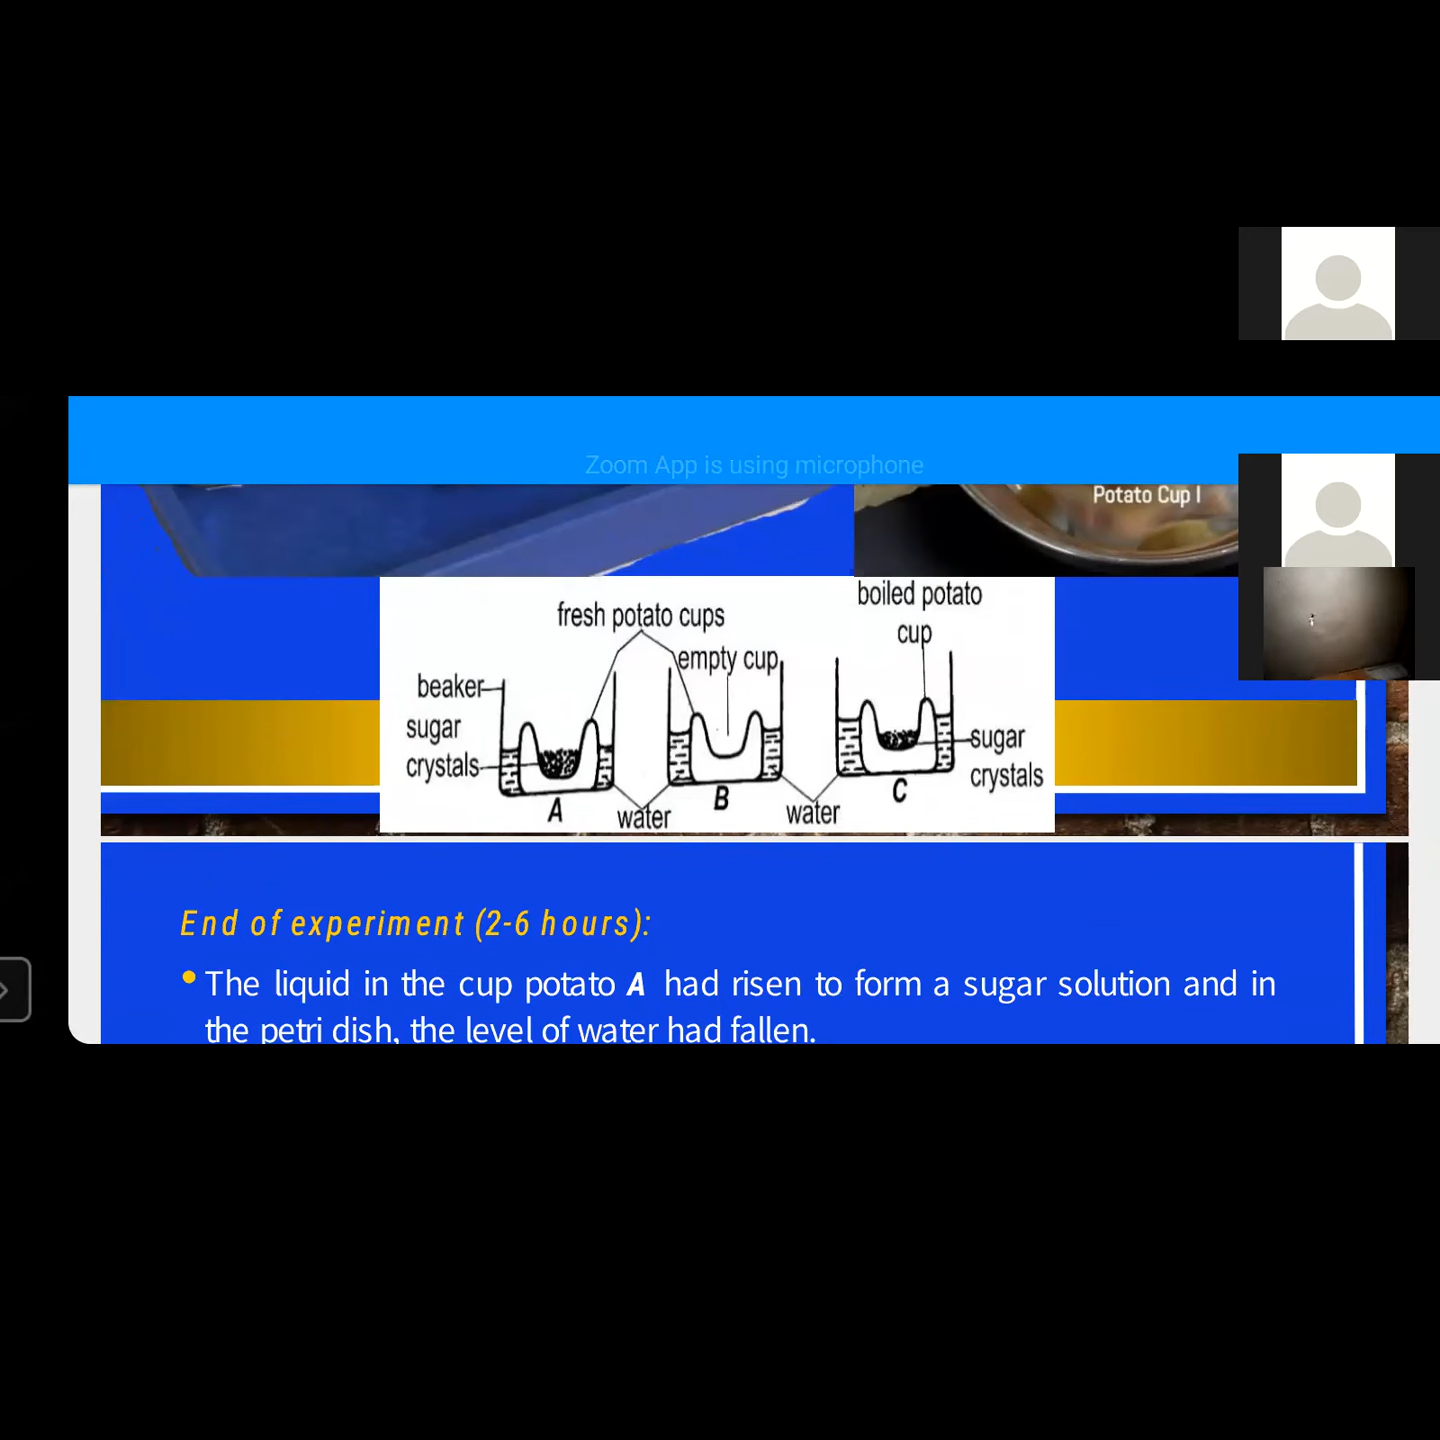 Zoom App is using microphone
Potato Cup I
boiled potato
cup
fresh potato cups
empty cup
beaker
sugar
crystals
sugar
crystals
A
B
C
water
water
End of experiment (2-6 hours):
The liquid in the cup potato A had risen to form a sugar solution and in
the petri dish, the level of water had fallen.